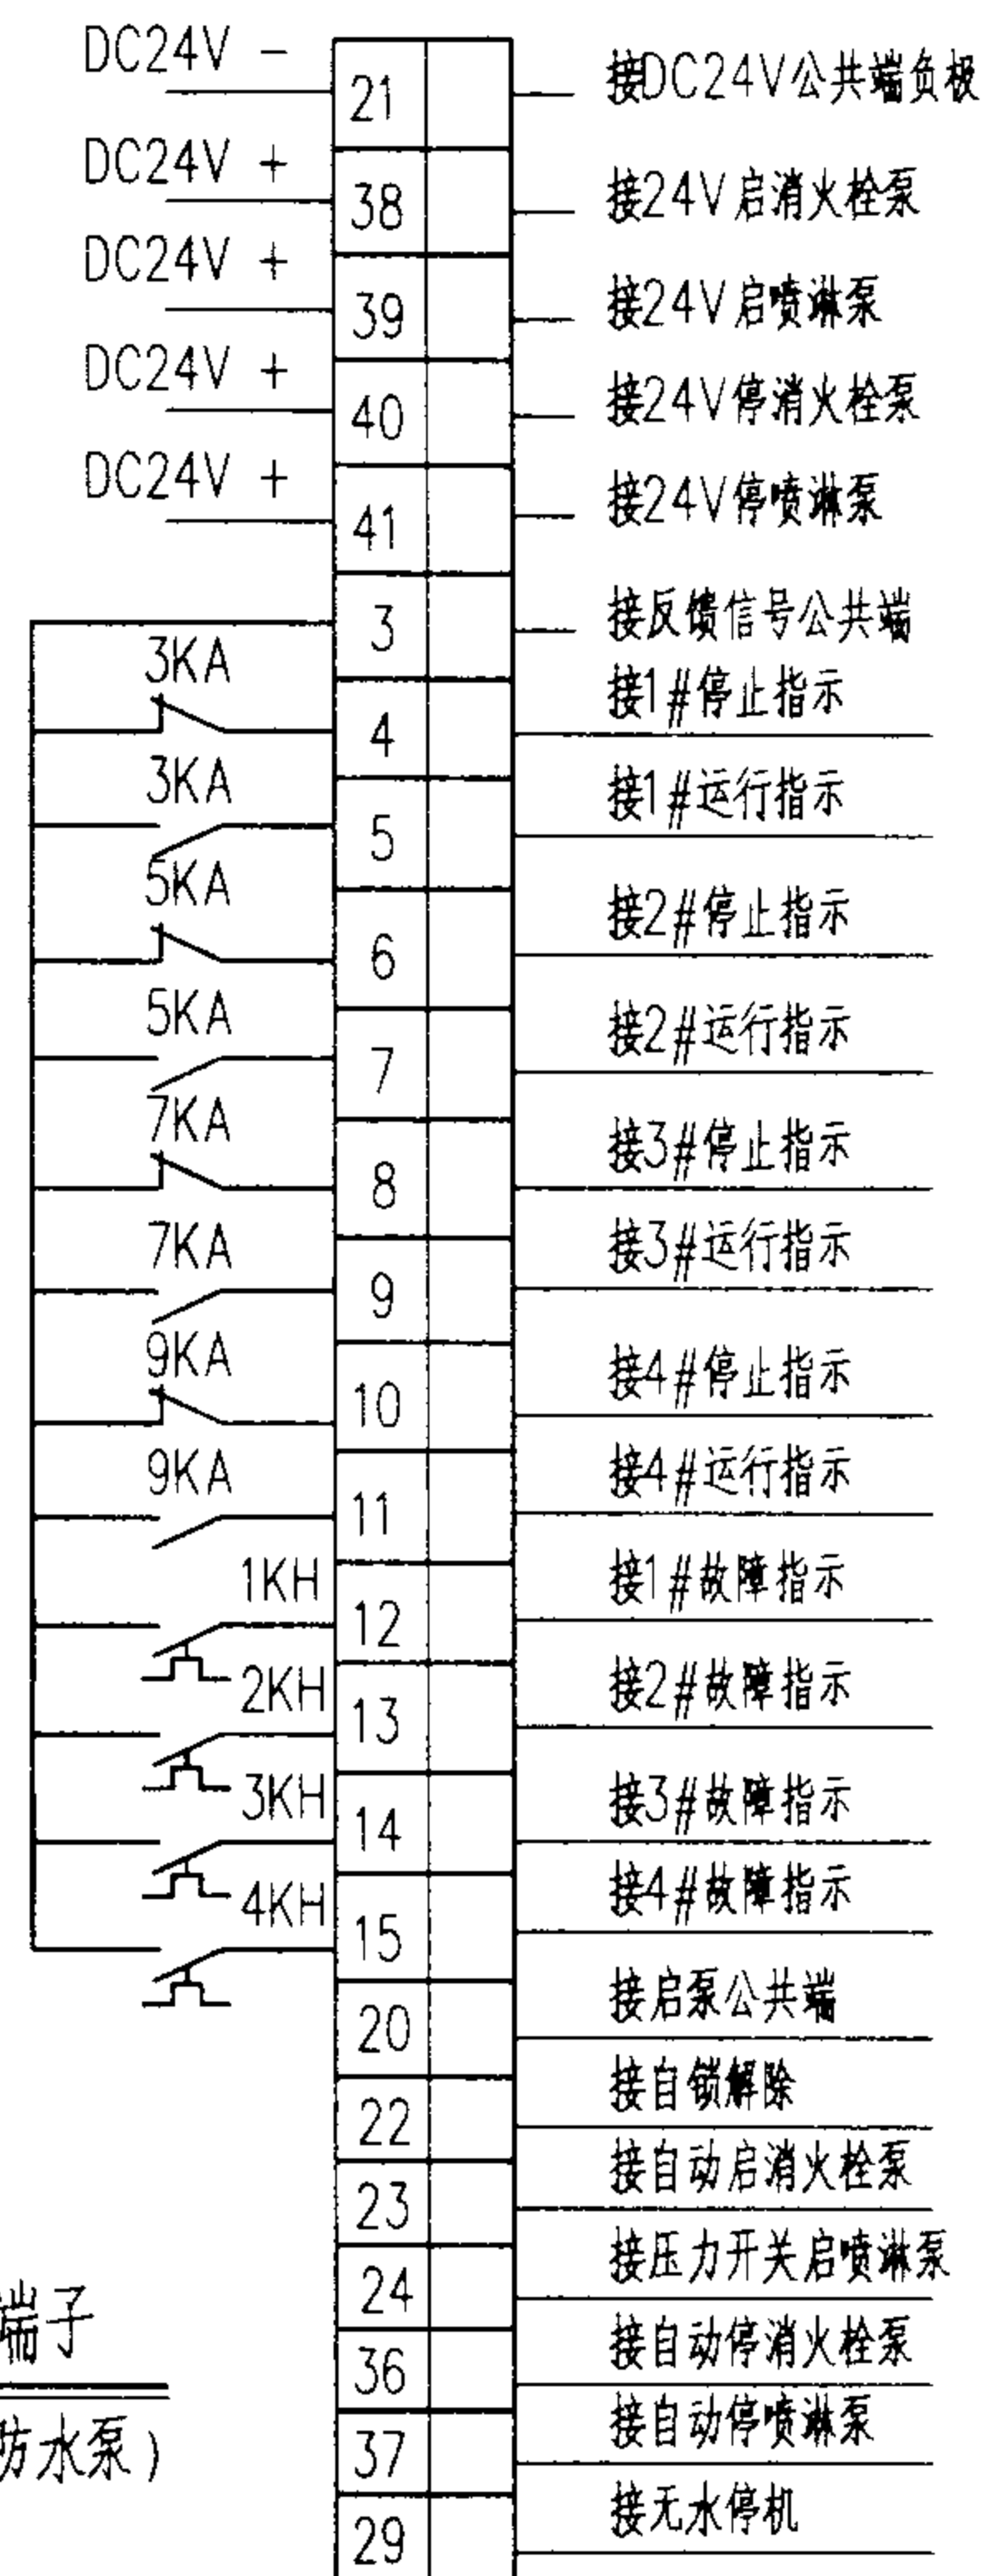 DC24V -
21
接DC24V公共端负极
DC24V +
38
接24V启消火栓泵
DC24V +
39
接24V启喷淋泵
DC24V +
40
接24V停消火栓泵
DC24V +
41
接24V停喷淋泵
3
接反馈信号公共端
3KA
4
接1#停止指示
3KA
5
接1#运行指示
5KA
6
接2#停止指示
5KA
7
接2#运行指示
7KA
8
接3#停止指示
7KA
9
接3#运行指示
9KA
10
接4#停止指示
9KA
11
接4#运行指示
1KH
12
接1#故障指示
2KH
13
接2#故障指示
3KH
14
接3#故障指示
4KH
15
接4#故障指示
20
接启泵公共端
22
接自锁解除
23
接自动启消火栓泵
24
接压力开关启喷淋泵
端子
36
接自动停消火栓泵
防水泵）
37
接自动停喷淋泵
29
接无水停机